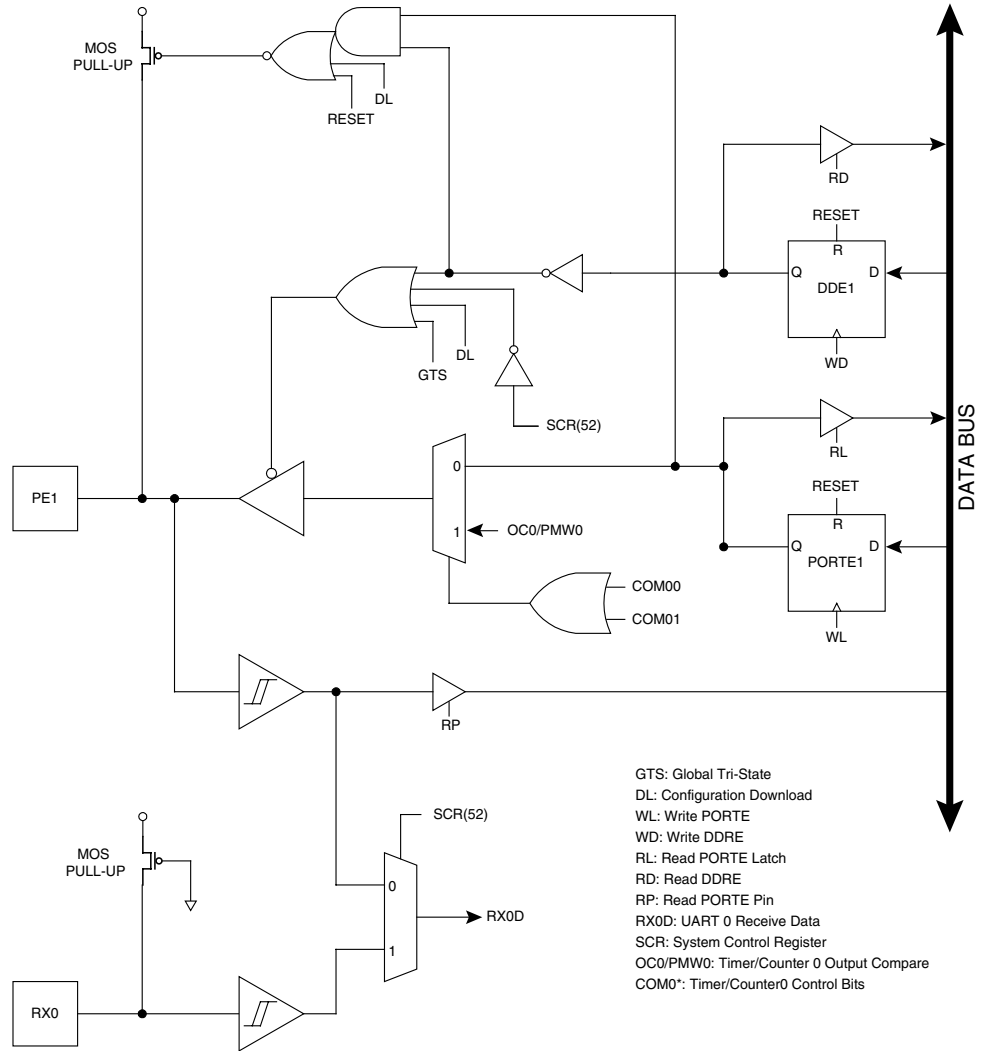 MOS
PULL-UP
DL
RESET
RD
RESET
R
Q
D
DDE1
WD
GTS
DL
SCR(52)
RL
RESET
R
Q
D
PORTE1
WL
DATA BUS
PE1
0
1
OC0/PMW0
COM00
COM01
RP
GTS: Global Tri-State
DL: Configuration Download
WL: Write PORTE
WD: Write DDRE
RL: Read PORTE Latch
RD: Read DDRE
RP: Read PORTE Pin
RX0D: UART 0 Receive Data
SCR: System Control Register
OC0/PMW0: Timer/Counter 0 Output Compare
COM0*: Timer/Counter0 Control Bits
SCR(52)
MOS
PULL-UP
0
1
RX0D
RX0